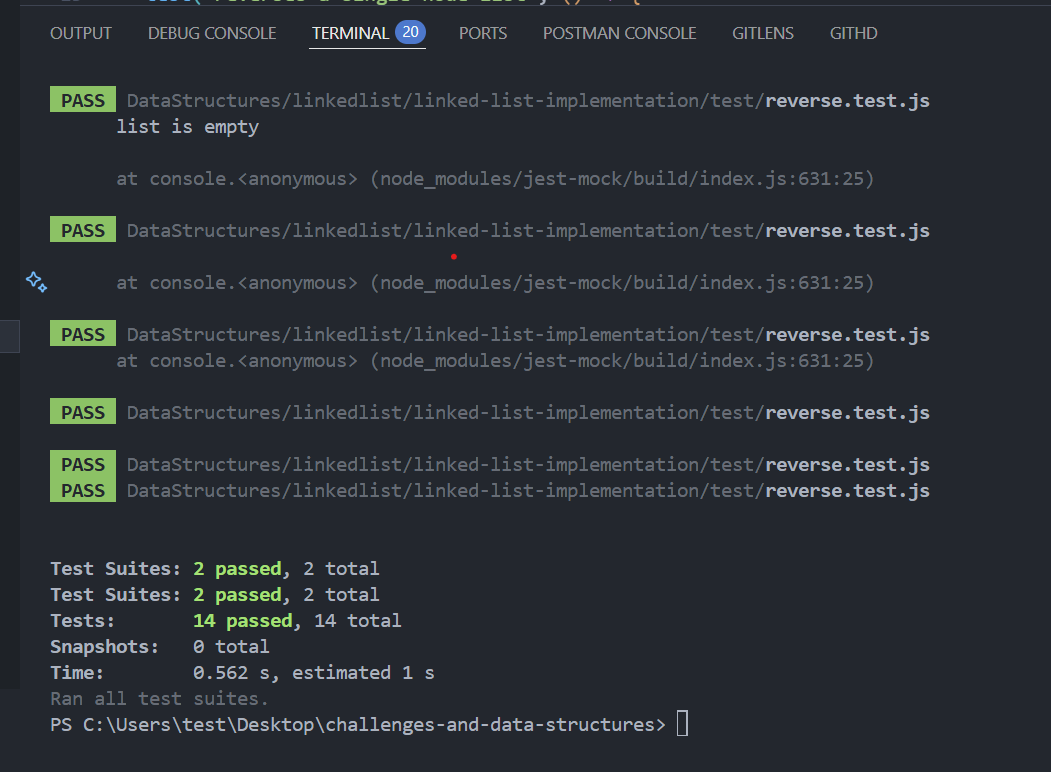 OUTPUT DEBUG CONSOLE TERMINAL 20 PORTS POSTMAN CONSOLE GITLENS GITHD
PASS DataStructures/linkedlist/linked-list-implementation/test/reverse.test.js
list is empty
at console.<anonymous> (node_modules/jest-mock/build/index.js:631:25)
PASS DataStructures/linkedlist/linked-list-implementation/test/reverse.test.js
at console.<anonymous> (node_modules/jest-mock/build/index.js:631:25)
PASS DataStructures/linkedlist/linked-list-implementation/test/reverse.test.js
at console.<anonymous> (node_modules/jest-mock/build/index.js:631:25)
PASS DataStructures/linkedlist/linked-list-implementation/test/reverse.test.js
PASS DataStructures/linkedlist/linked-list-implementation/test/reverse.test.js
PASS DataStructures/linkedlist/linked-list-implementation/test/reverse.test.js
Test Suites: 2 passed, 2 total
Test Suites: 2 passed, 2 total
Tests: 14 passed, 14 total
Snapshots: 0 total
Time: 0.562 s, estimated 1 s
Ran all test suites.
PS C:\Users\test\Desktop\challenges-and-data-structures>